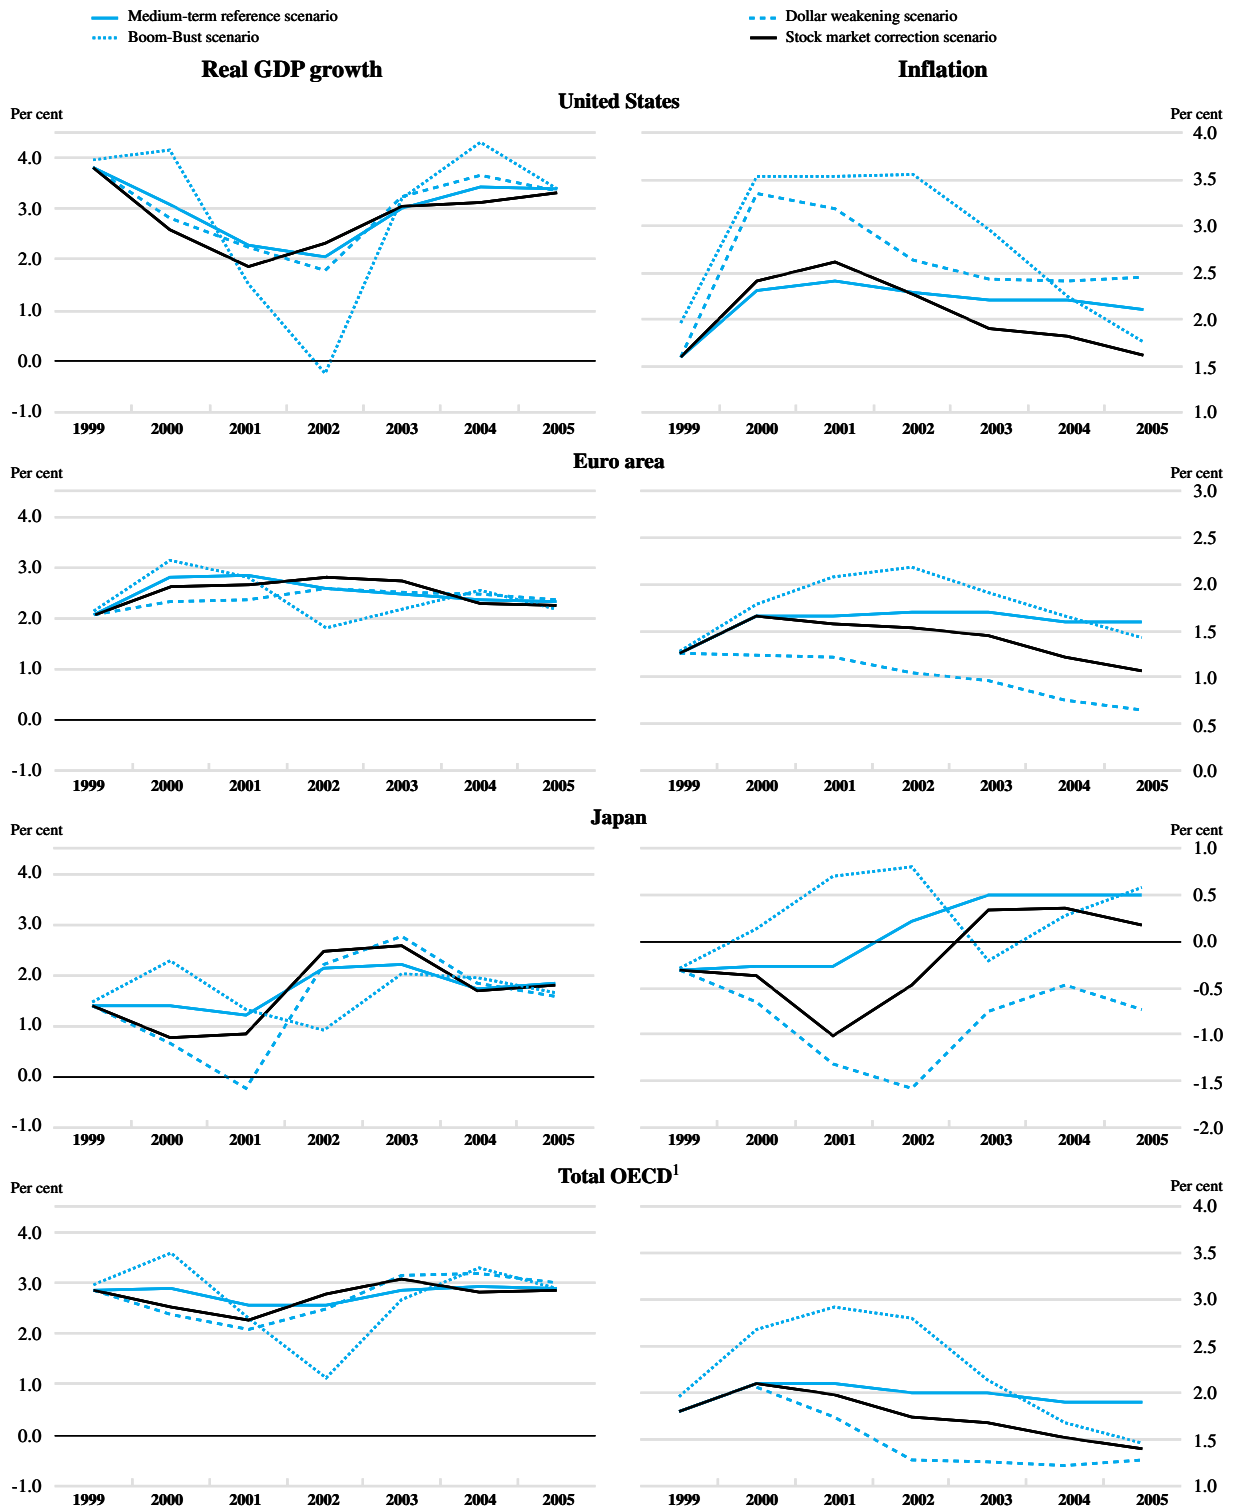 Medium-term reference scenario
Dollar weakening scenario
Boom-Bust scenario
Stock market correction scenario
Real GDP growth
Inflation
United States
Per cent
Per cent
4.0
3.0
2.0
1.0
0.0
-1.0
1999 2000 2001 2002 2003 2004 2005
4.0
3.5
3.0
2.5
2.0
1.5
1.0
1999 2000 2001 2002 2003 2004 2005
Euro area
Per cent
Per cent
4.0
3.0
2.0
1.0
0.0
-1.0
1999 2000 2001 2002 2003 2004 2005
3.0
2.5
2.0
1.5
1.0
0.5
0.0
1999 2000 2001 2002 2003 2004 2005
Japan
Per cent
Per cent
4.0
3.0
2.0
1.0
0.0
-1.0
1999 2000 2001 2002 2003 2004 2005
1.0
0.5
0.0
-0.5
-1.0
-1.5
-2.0
1999 2000 2001 2002 2003 2004 2005
Total OECD¹
Per cent
Per cent
4.0
3.0
2.0
1.0
0.0
-1.0
1999 2000 2001 2002 2003 2004 2005
4.0
3.5
3.0
2.5
2.0
1.5
1.0
1999 2000 2001 2002 2003 2004 2005